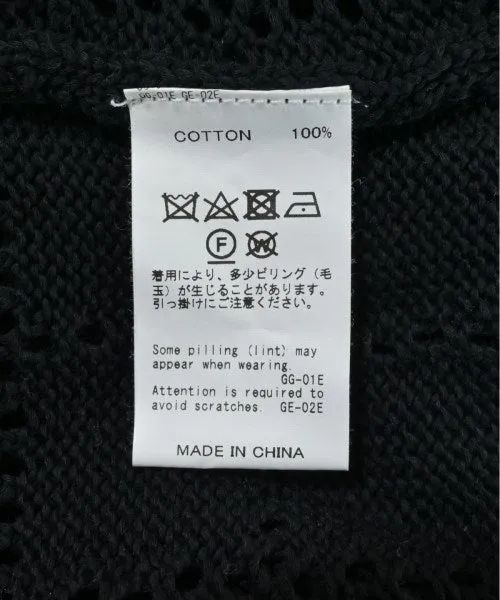 GG-01E GE-02E
COTTON 100%
F W
着用により、多少ピリング（毛
玉）が生じることがあります。
引っ掛けにご注意ください。
Some pilling (lint) may
appear when wearing.
GG-01E
Attention is required to
avoid scratches. GE-02E
MADE IN CHINA